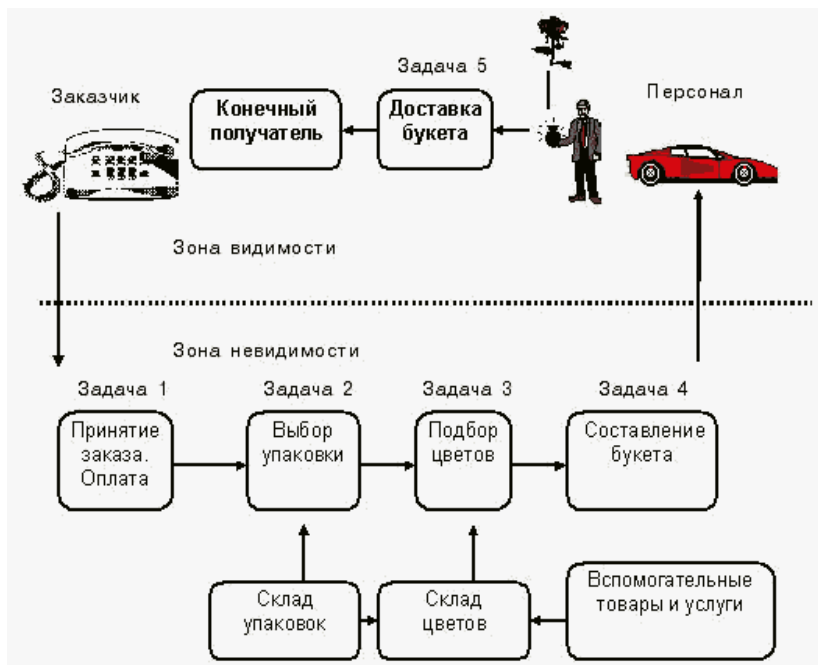 Задача 5
Заказчик
Персонал
Конечный
получатель
Доставка
букета
Зона видимости
Зона невидимости
Задача 1
Задача 2
Задача 3
Задача 4
Принятие
заказа.
Оплата
Выбор
упаковки
Подбор
цветов
Составление
букета
Склад
упаковок
Склад
цветов
Вспомогательные
товары и услуги